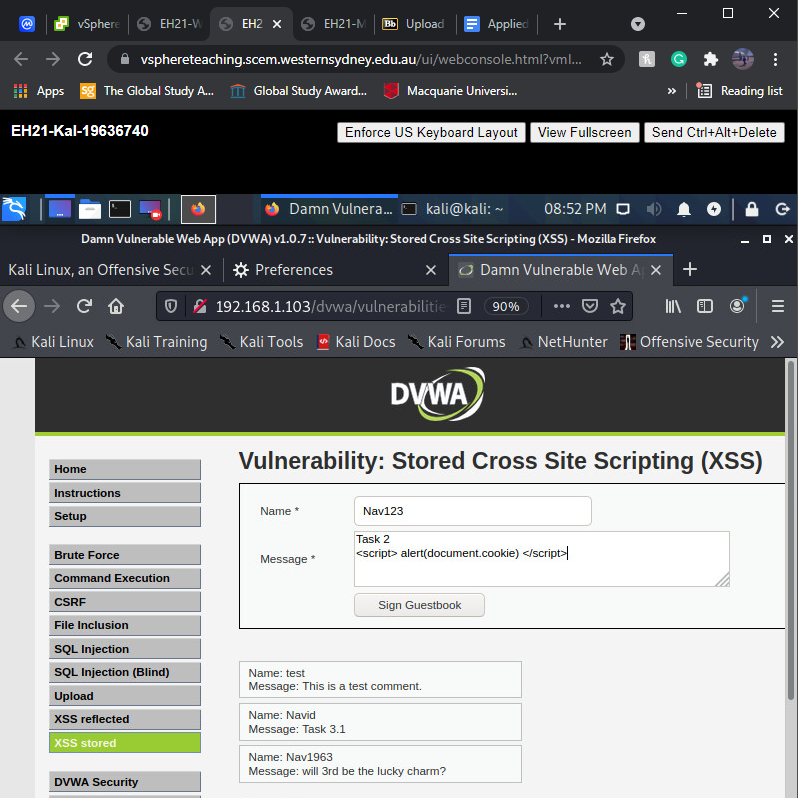 vSphere
EH21-W
EH2
EH21-M
Bb Upload
Applied
vsphereteaching.scem.westernsydney.edu.au/ui/webconsole.html?vml...
Apps
SG The Global Study A...
Global Study Award...
Macquarie Universi...
»
Reading list
EH21-Kal-19636740
Enforce US Keyboard Layout
View Fullscreen
Send Ctrl+Alt+Delete
Damn Vulnera...
kali@kali: ~
08:52 PM
Damn Vulnerable Web App (DVWA) v1.0.7 :: Vulnerability: Stored Cross Site Scripting (XSS) - Mozilla Firefox
Kali Linux, an Offensive Secu
Preferences
Damn Vulnerable Web A
192.168.1.103/dvwa/vulnerabilitie
90%
Kali Linux
Kali Training
Kali Tools
Kali Docs
Kali Forums
NetHunter
Offensive Security
DVWA
Vulnerability: Stored Cross Site Scripting (XSS)
Home
Instructions
Setup
Brute Force
Command Execution
CSRF
File Inclusion
SQL Injection
SQL Injection (Blind)
Upload
XSS reflected
XSS stored
DVWA Security
Name *
Nav123
Message *
Task 2
<script> alert(document.cookie) </script>
Sign Guestbook
Name: test
Message: This is a test comment.
Name: Navid
Message: Task 3.1
Name: Nav1963
Message: will 3rd be the lucky charm?